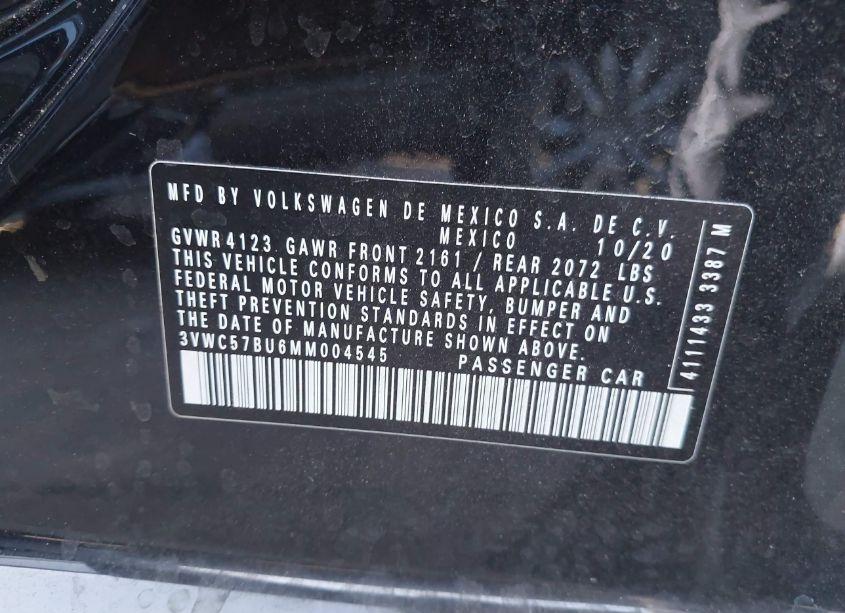 MFD BY VOLKSWAGEN DE MEXICO S.A. DE C.V.
MEXICO 10/20
GVWR 4123 GAWR FRONT 2161 / REAR 2072 LBS
THIS VEHICLE CONFORMS TO ALL APPLICABLE U.S.
FEDERAL MOTOR VEHICLE SAFETY, BUMPER AND
THEFT PREVENTION STANDARDS IN EFFECT ON
THE DATE OF MANUFACTURE SHOWN ABOVE.
3VWC57BU6MM004545 PASSENGER CAR
4111433 3387 M